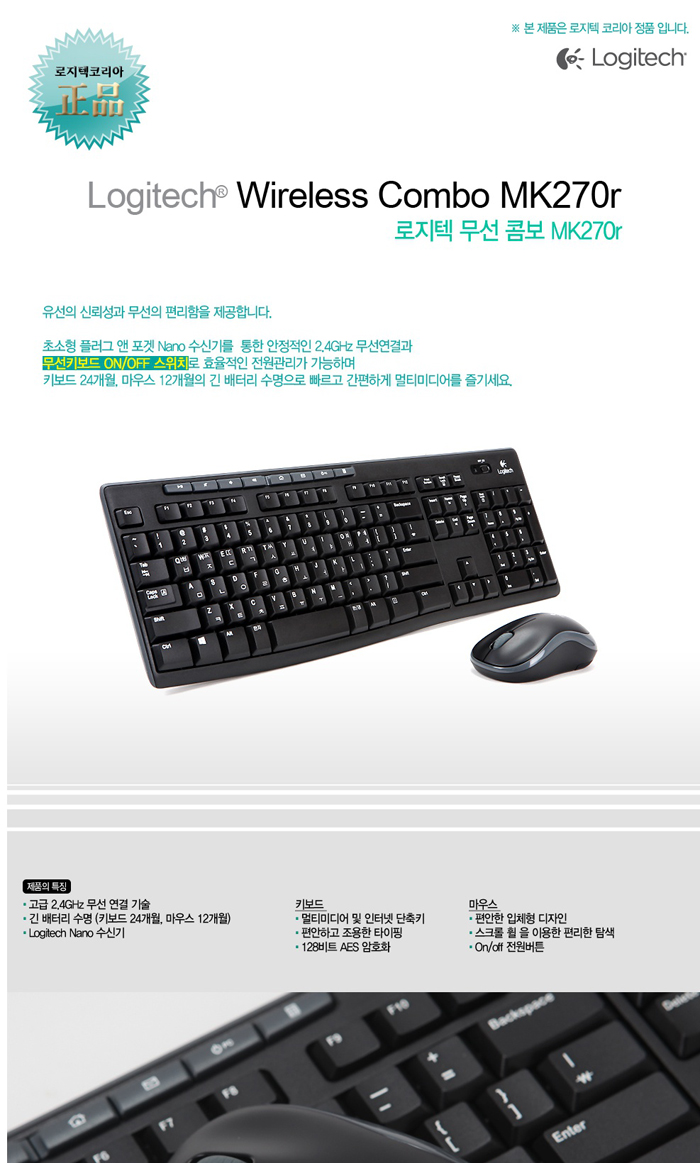 ※ 본 제품은 로지텍 코리아 정품 입니다.
Logitech
로지텍코리아
正品
Logitech® Wireless Combo MK270r
로지텍 무선 콤보 MK270r
유선의 신뢰성과 무선의 편리함을 제공합니다.
초소형 플러그 앤 포켓 Nano 수신기를 통한 안정적인 2.4GHz 무선연결과
무선키보드 ON/OFF 스위치로 효율적인 전원관리가 가능하며
키보드 24개월, 마우스 12개월의 긴 배터리 수명으로 빠르고 간편하게 멀티미디어를 즐기세요.
제품의 특징
• 고급 2.4GHz 무선 연결 기술
• 긴 배터리 수명 (키보드 24개월, 마우스 12개월)
• Logitech Nano 수신기
키보드
• 멀티미디어 및 인터넷 단축키
• 편안하고 조용한 타이핑
• 128비트 AES 암호화
마우스
• 편안한 입체형 디자인
• 스크롤 휠 을 이용한 편리한 탐색
• On/off 전원버튼
F6 F7 F8 F9 F10 Backspace
Enter